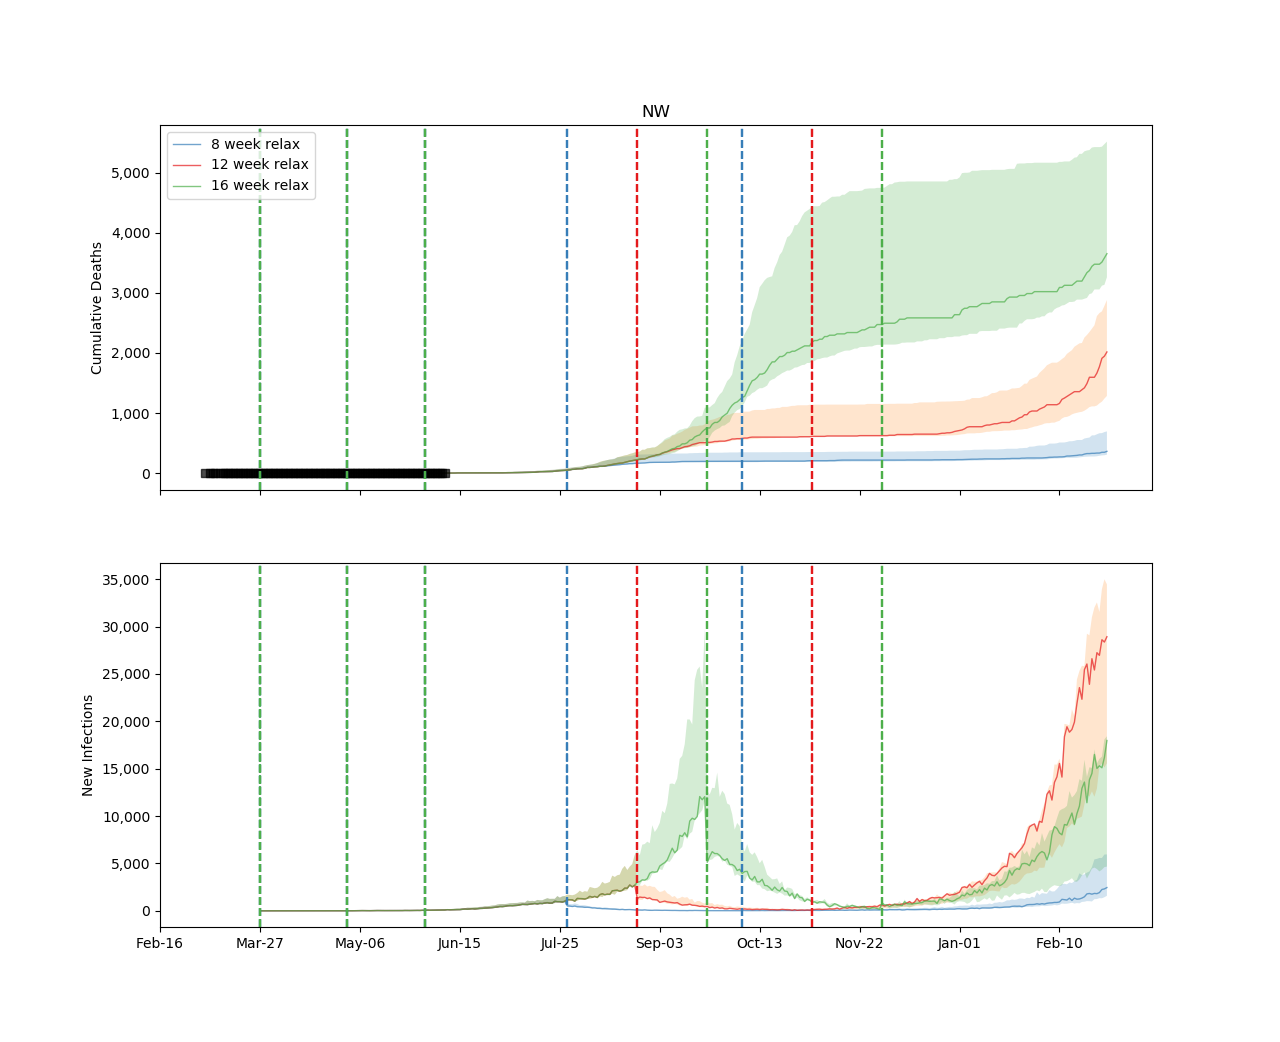 NW
8 week relax
12 week relax
16 week relax
Cumulative Deaths
5,000
4,000
3,000
2,000
1,000
0
New Infections
35,000
30,000
25,000
20,000
15,000
10,000
5,000
0
Feb-16 Mar-27 May-06 Jun-15 Jul-25 Sep-03 Oct-13 Nov-22 Jan-01 Feb-10